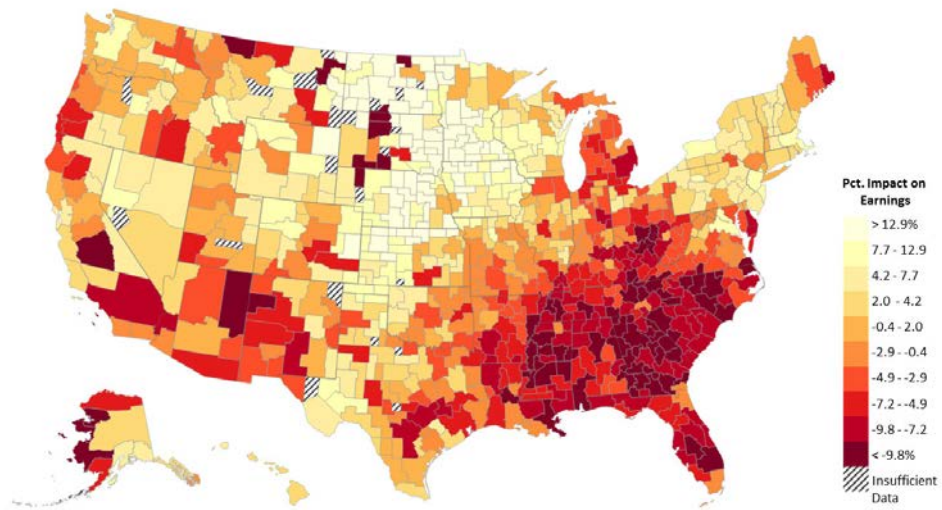 Pct. Impact on
Earnings
> 12.9%
7.7 - 12.9
4.2 - 7.7
2.0 - 4.2
-0.4 - 2.0
-2.9 - -0.4
-4.9 - -2.9
-7.2 - -4.9
-9.8 - -7.2
< -9.8%
Insufficient
Data